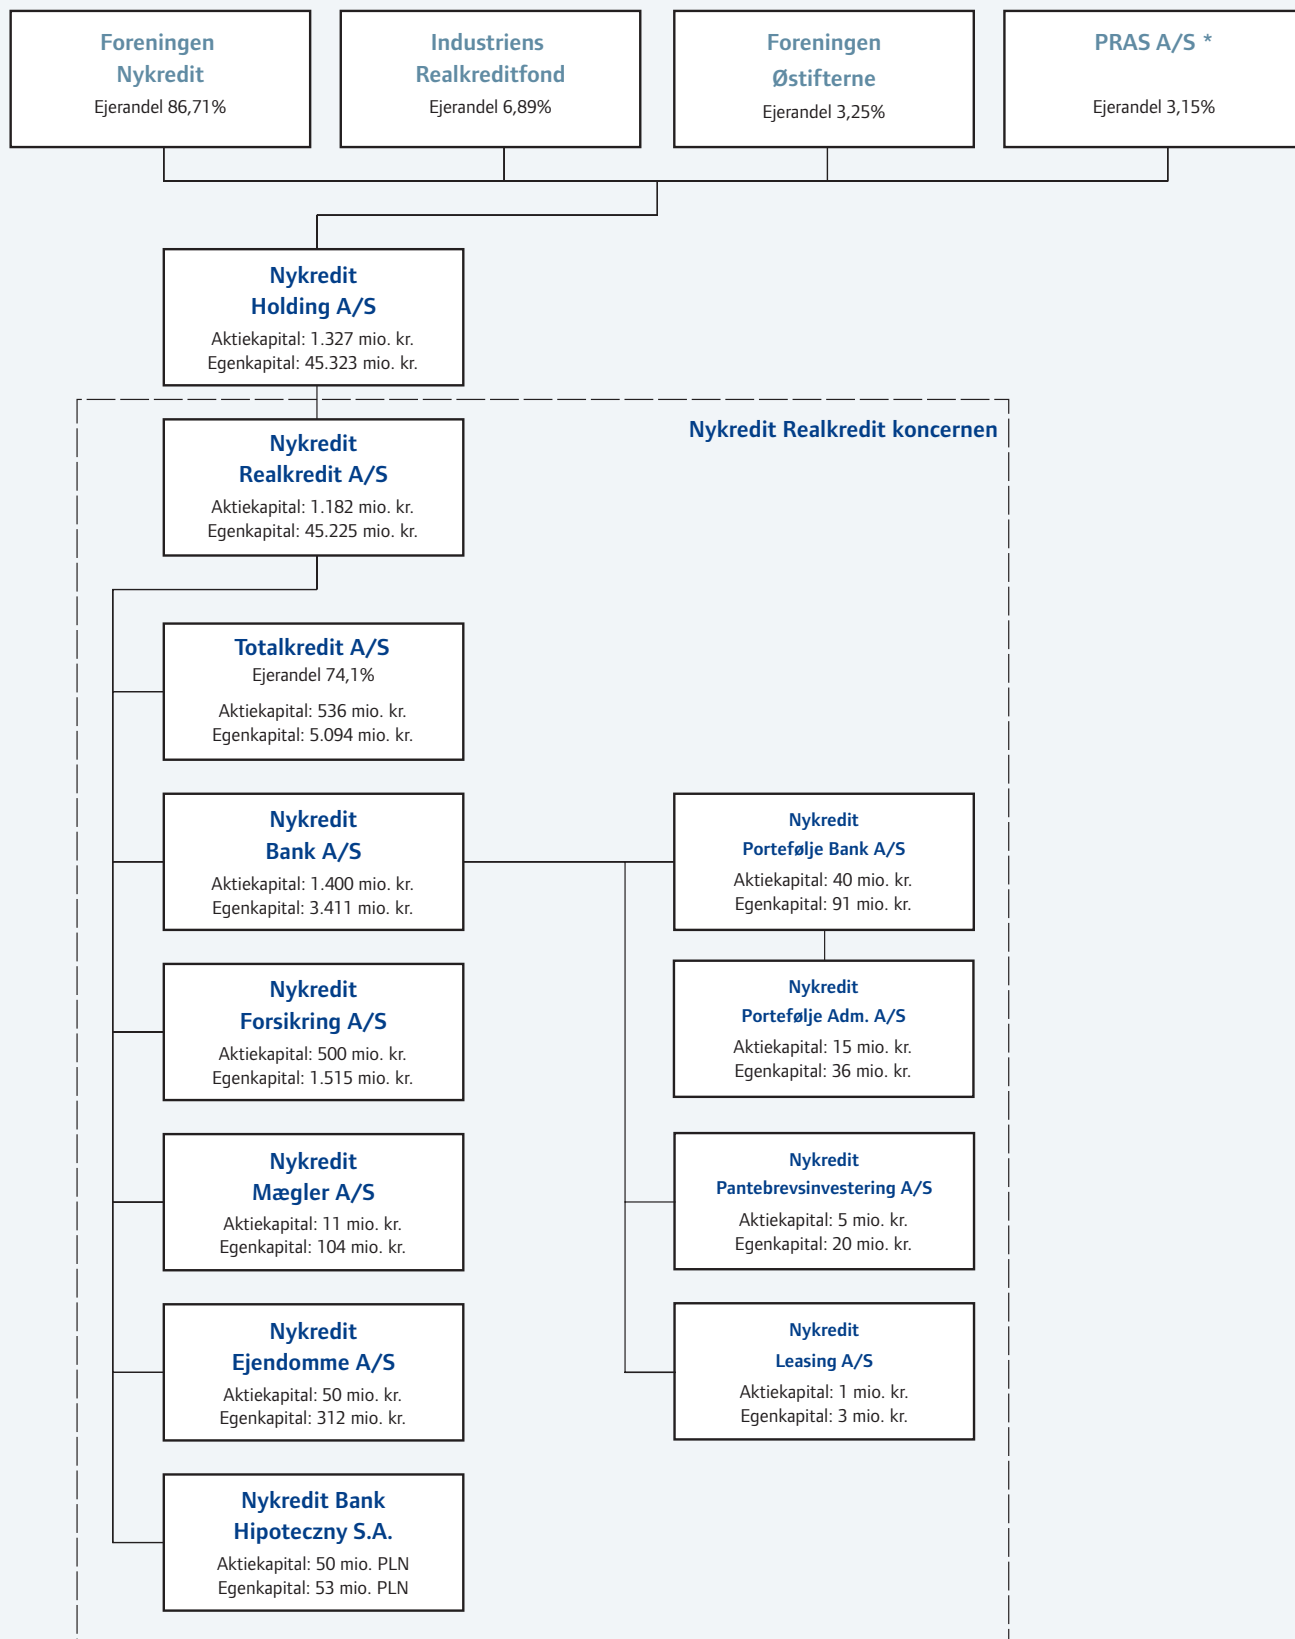 Foreningen
Nykredit
Ejerandel 86,71%
Industriens
Realkreditfond
Ejerandel 6,89%
Foreningen
Østifterne
Ejerandel 3,25%
PRAS A/S *
Ejerandel 3,15%
Nykredit
Holding A/S
Aktiekapital: 1.327 mio. kr.
Egenkapital: 45.323 mio. kr.
Nykredit Realkredit koncernen
Nykredit
Realkredit A/S
Aktiekapital: 1.182 mio. kr.
Egenkapital: 45.225 mio. kr.
Totalkredit A/S
Ejerandel 74,1%
Aktiekapital: 536 mio. kr.
Egenkapital: 5.094 mio. kr.
Nykredit
Bank A/S
Aktiekapital: 1.400 mio. kr.
Egenkapital: 3.411 mio. kr.
Nykredit
Portefølje Bank A/S
Aktiekapital: 40 mio. kr.
Egenkapital: 91 mio. kr.
Nykredit
Forsikring A/S
Aktiekapital: 500 mio. kr.
Egenkapital: 1.515 mio. kr.
Nykredit
Portefølje Adm. A/S
Aktiekapital: 15 mio. kr.
Egenkapital: 36 mio. kr.
Nykredit
Mægler A/S
Aktiekapital: 11 mio. kr.
Egenkapital: 104 mio. kr.
Nykredit
Pantebrevsinvestering A/S
Aktiekapital: 5 mio. kr.
Egenkapital: 20 mio. kr.
Nykredit
Ejendomme A/S
Aktiekapital: 50 mio. kr.
Egenkapital: 312 mio. kr.
Nykredit
Leasing A/S
Aktiekapital: 1 mio. kr.
Egenkapital: 3 mio. kr.
Nykredit Bank
Hipoteczny S.A.
Aktiekapital: 50 mio. PLN
Egenkapital: 53 mio. PLN